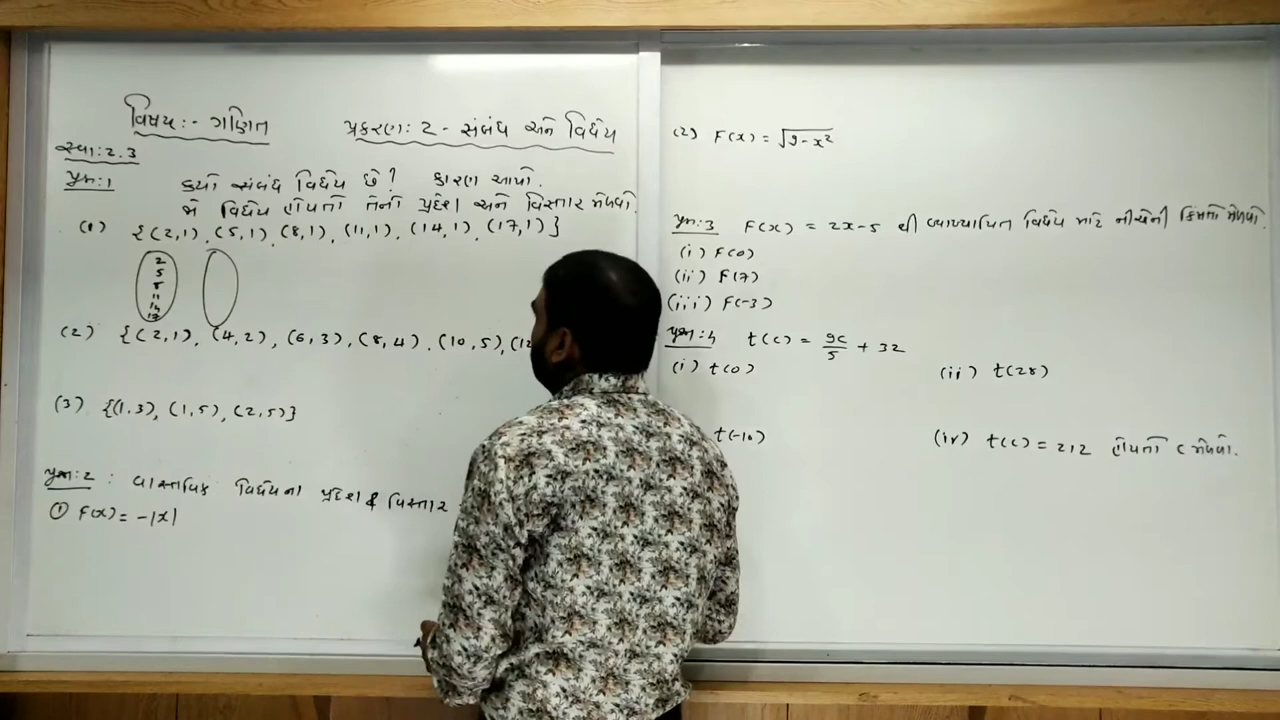 વિષય:- ગણિત પ્રકરણ: 2 - સંબંધ અને વિધેય
સ્વા: 2.3
પ્રશ્ન:1 કયો સંબંધ વિધેય છે? કારણ આપો.
જો વિધેય હોયતો તેનો પ્રદેશ અને વિસ્તાર મેળવો.
(1) {(2,1), (5,1), (8,1), (11,1), (14,1), (17,1)}
2
5
8
11
14
17
(2) {(2,1), (4,2), (6,3), (8,4), (10,5), (12
(3) {(1,3), (1,5), (2,5)}
પ્રશ્ન:2 : વાસ્તવિક વિધેયના પ્રદેશ & વિસ્તાર
① F(x) = -|x|
(2) F(x) = √9-x²
પ્રશ્ન:3 F(x) = 2x-5 થી વ્યાખ્યાયિત વિધેય માટે નીચેની કિંમતો મેળવો.
(i) F(0)
(ii) F(7)
(iii) F(-3)
પ્રશ્ન:4 t(c) = 9c/5 + 32
(i) t(0) (ii) t(28)
t(-10) (iv) t(c) = 212 હોયતો C મેળવો.